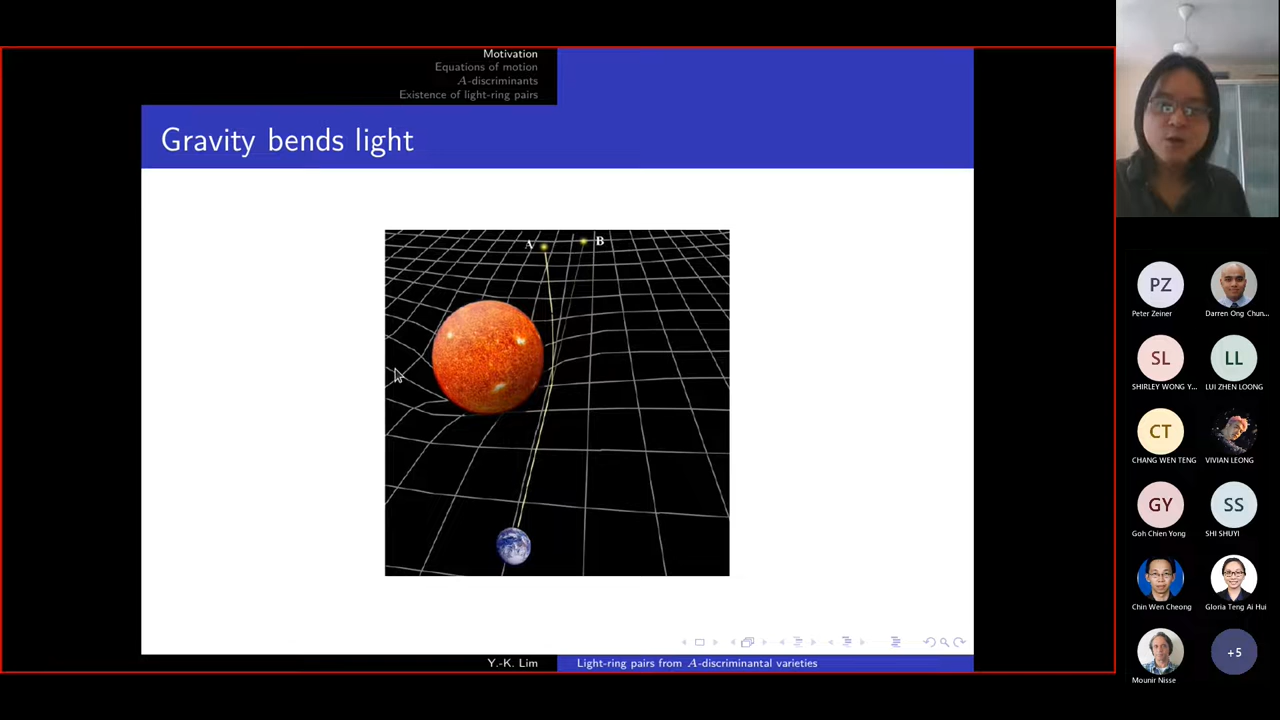 Motivation
Equations of motion
A-discriminants
Existence of light-ring pairs
Gravity bends light
A
B
Y.-K. Lim
Light-ring pairs from A-discriminantal varieties
PZ
Peter Zeiner
Darren Ong Chun...
SL
SHIRLEY WONG Y...
LL
LUI ZHEN LOONG
CT
CHANG WEN TENG
VIVIAN LEONG
GY
Goh Chien Yong
SS
SHI SHUYI
Chin Wen Cheong
Gloria Teng Ai Hui
Mounir Nisse
+5